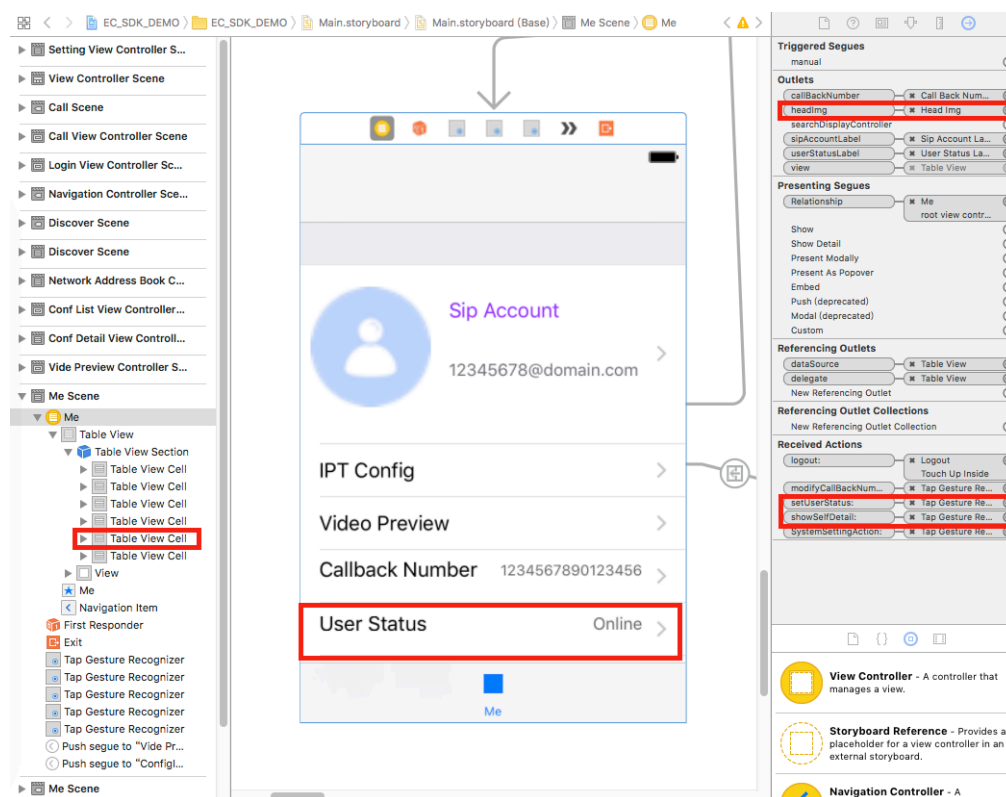 EC_SDK_DEMO
EC_SDK_DEMO
Main.storyboard
Main.storyboard (Base)
Me Scene
Me
Setting View Controller S...
View Controller Scene
Call Scene
Call View Controller Scene
Login View Controller Sc...
Navigation Controller Sce...
Discover Scene
Discover Scene
Network Address Book C...
Conf List View Controller...
Conf Detail View Controll...
Vide Preview Controller S...
Me Scene
Me
Table View
Table View Section
Table View Cell
Table View Cell
Table View Cell
Table View Cell
Table View Cell
Table View Cell
View
Me
Navigation Item
First Responder
Exit
Tap Gesture Recognizer
Tap Gesture Recognizer
Tap Gesture Recognizer
Tap Gesture Recognizer
Tap Gesture Recognizer
Push segue to "Vide Pr...
Push segue to "ConfigI...
Me Scene
Sip Account
12345678@domain.com
IPT Config
Video Preview
Callback Number 1234567890123456
User Status Online
Me
Triggered Segues
manual
Outlets
callBackNumber Call Back Num...
headImg Head Img
searchDisplayController
sipAccountLabel Sip Account La...
userStatusLabel User Status La...
view Table View
Presenting Segues
Relationship Me
root view contr...
Show
Show Detail
Present Modally
Present As Popover
Embed
Push (deprecated)
Modal (deprecated)
Custom
Referencing Outlets
dataSource Table View
delegate Table View
New Referencing Outlet
Referencing Outlet Collections
New Referencing Outlet Collection
Received Actions
logout: Logout
Touch Up Inside
modifyCallBackNum... Tap Gesture Re...
setUserStatus: Tap Gesture Re...
showSelfDetail: Tap Gesture Re...
SystemSettingAction: Tap Gesture Re...
View Controller - A controller that
manages a view.
Storyboard Reference - Provides a
placeholder for a view controller in an
external storyboard.
Navigation Controller - A